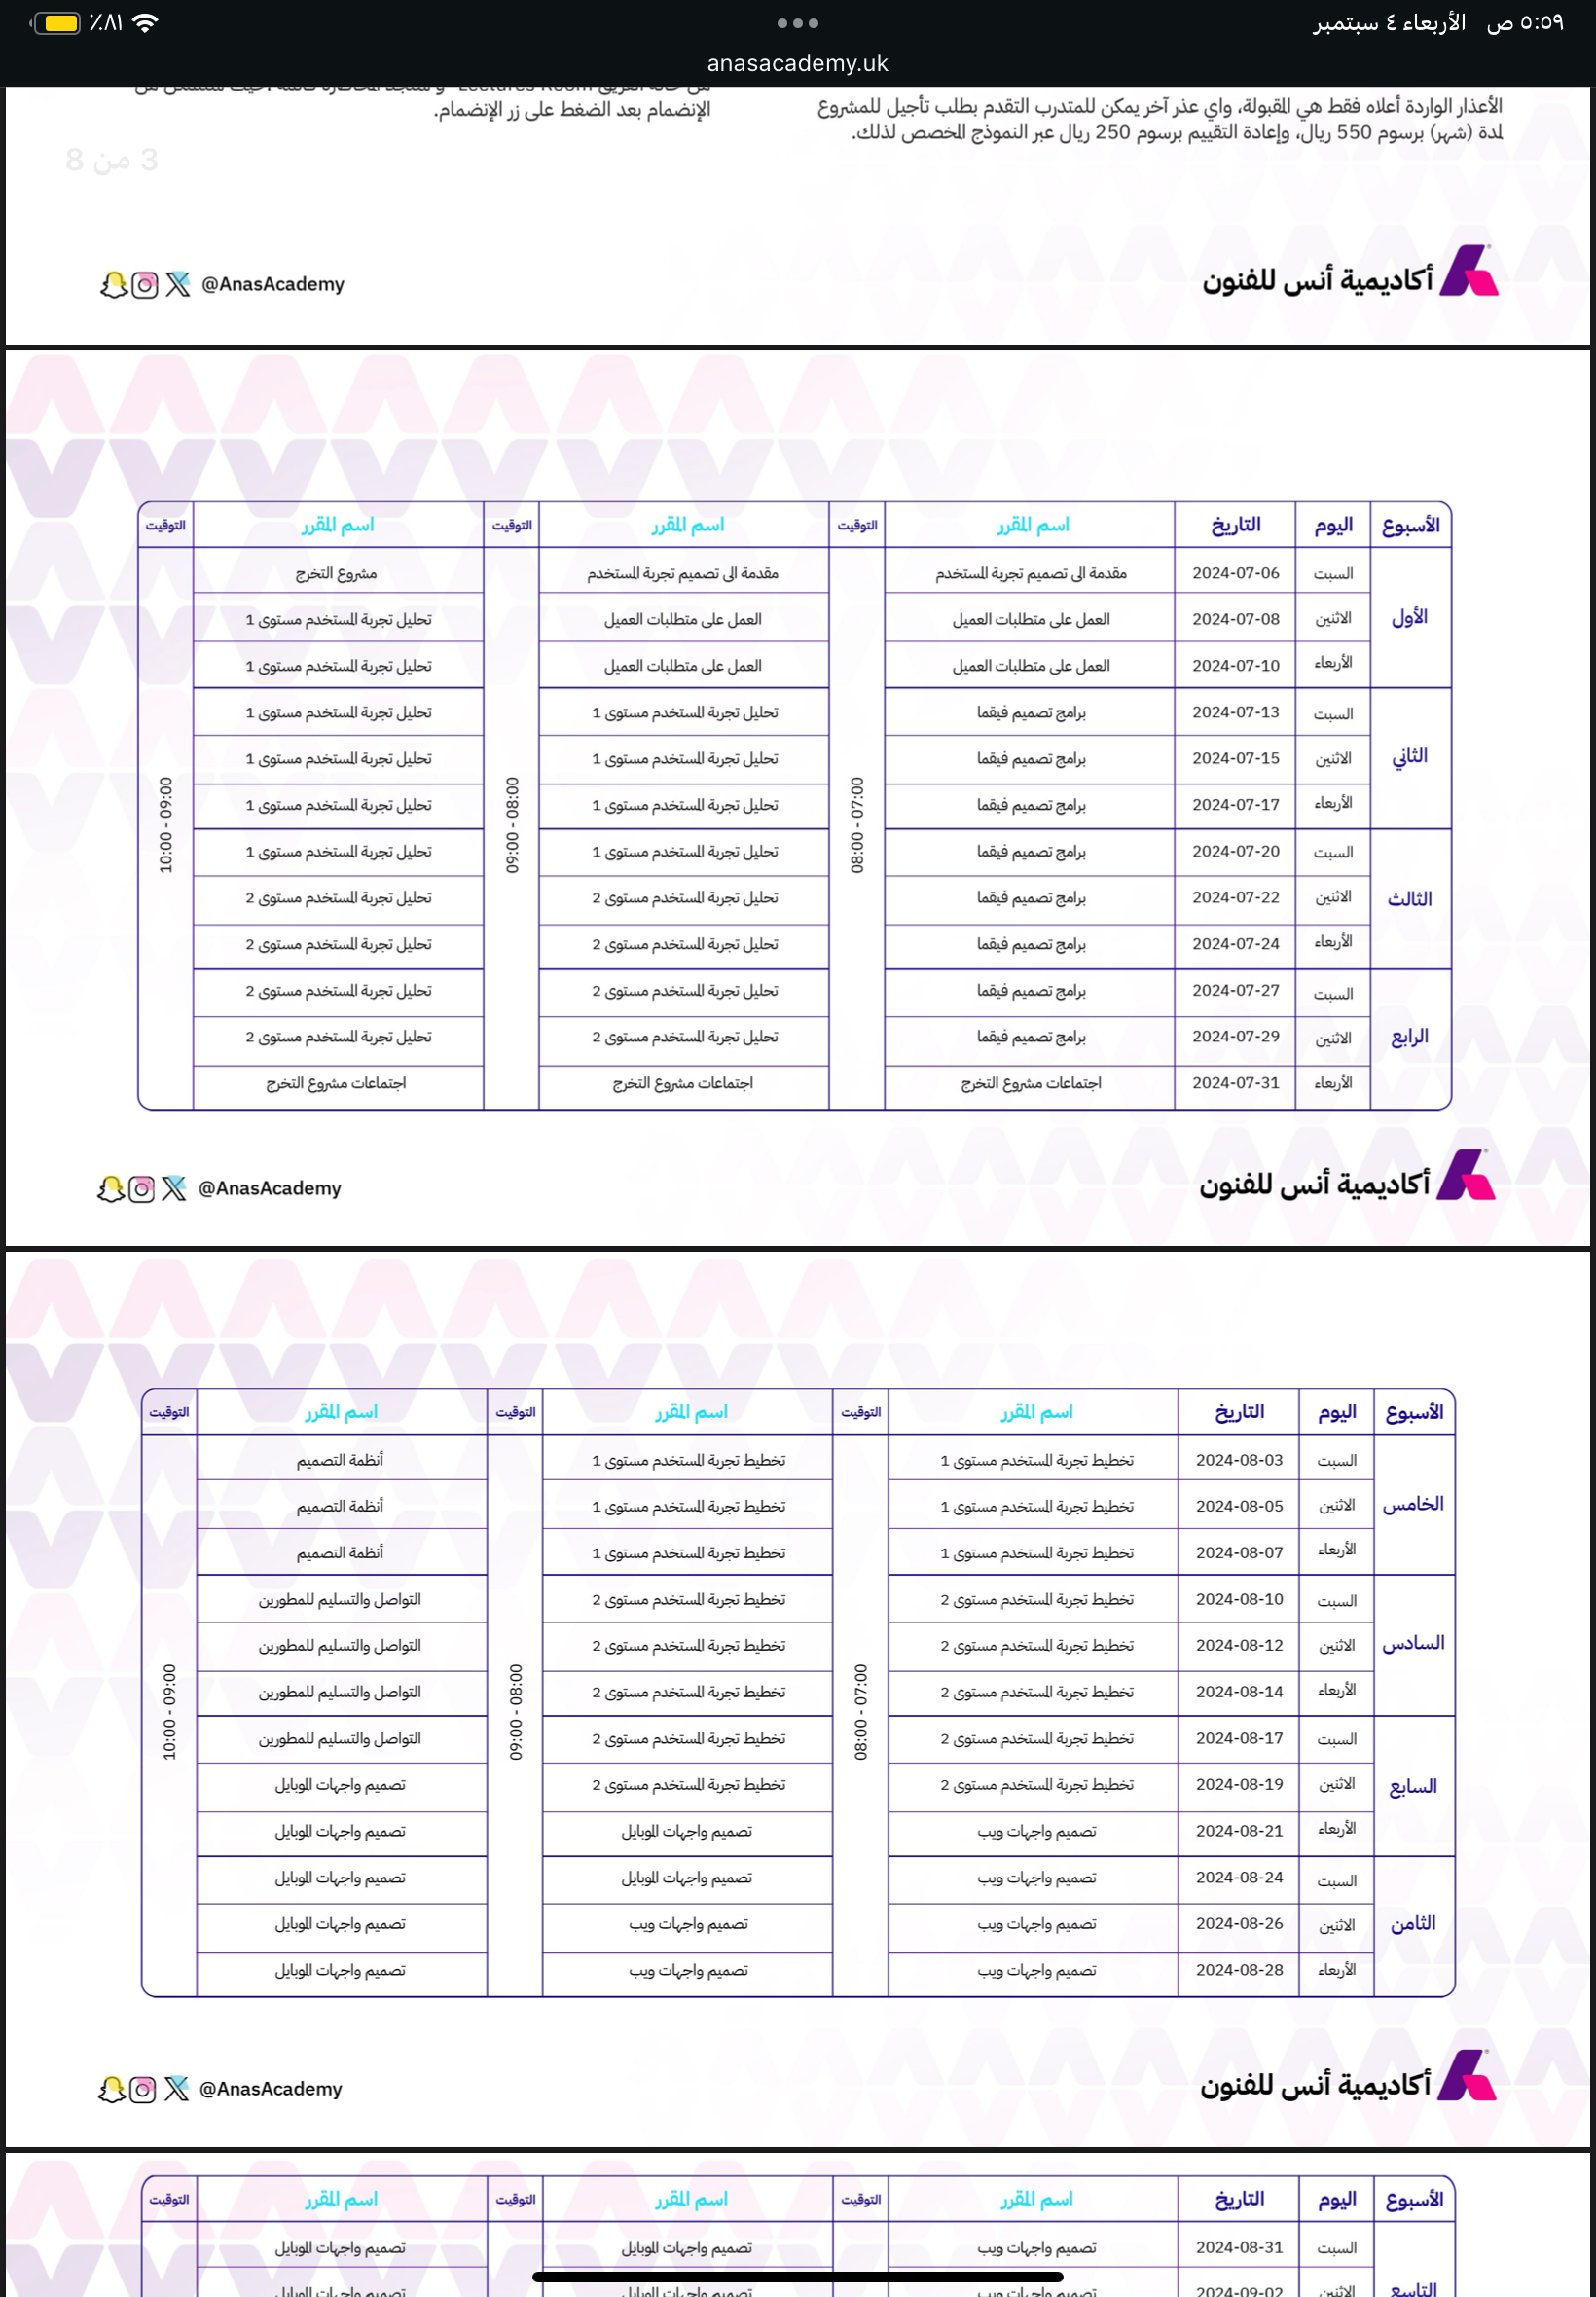 ٥:٥٩ ص الأربعاء ٤ سبتمبر
٪٨١
anasacademy.uk
الأعذار الواردة أعلاه فقط هي المقبولة، واي عذر آخر يمكن للمتدرب التقدم بطلب تأجيل للمشروع
لمدة (شهر) برسوم 550 ريال، وإعادة التقييم برسوم 250 ريال عبر النموذج المخصص لذلك.
الإنضمام بعد الضغط على زر الإنضمام.
3 من 8
أكاديمية أنس للفنون
@AnasAcademy
الأسبوع اليوم التاريخ اسم المقرر التوقيت اسم المقرر التوقيت اسم المقرر التوقيت
الأول
السبت 2024-07-06 مقدمة الى تصميم تجربة المستخدم مقدمة الى تصميم تجربة المستخدم مشروع التخرج
الاثنين 2024-07-08 العمل على متطلبات العميل العمل على متطلبات العميل تحليل تجربة المستخدم مستوى 1
الأربعاء 2024-07-10 العمل على متطلبات العميل العمل على متطلبات العميل تحليل تجربة المستخدم مستوى 1
الثاني
السبت 2024-07-13 برامج تصميم فيقما تحليل تجربة المستخدم مستوى 1 تحليل تجربة المستخدم مستوى 1
الاثنين 2024-07-15 برامج تصميم فيقما تحليل تجربة المستخدم مستوى 1 تحليل تجربة المستخدم مستوى 1
الأربعاء 2024-07-17 برامج تصميم فيقما تحليل تجربة المستخدم مستوى 1 تحليل تجربة المستخدم مستوى 1
الثالث
السبت 2024-07-20 برامج تصميم فيقما تحليل تجربة المستخدم مستوى 1 تحليل تجربة المستخدم مستوى 1
الاثنين 2024-07-22 برامج تصميم فيقما تحليل تجربة المستخدم مستوى 2 تحليل تجربة المستخدم مستوى 2
الأربعاء 2024-07-24 برامج تصميم فيقما تحليل تجربة المستخدم مستوى 2 تحليل تجربة المستخدم مستوى 2
الرابع
السبت 2024-07-27 برامج تصميم فيقما تحليل تجربة المستخدم مستوى 2 تحليل تجربة المستخدم مستوى 2
الاثنين 2024-07-29 برامج تصميم فيقما تحليل تجربة المستخدم مستوى 2 تحليل تجربة المستخدم مستوى 2
الأربعاء 2024-07-31 اجتماعات مشروع التخرج اجتماعات مشروع التخرج اجتماعات مشروع التخرج
08:00 - 07:00
09:00 - 08:00
10:00 - 09:00
أكاديمية أنس للفنون
@AnasAcademy
الأسبوع اليوم التاريخ اسم المقرر التوقيت اسم المقرر التوقيت اسم المقرر التوقيت
الخامس
السبت 2024-08-03 تخطيط تجربة المستخدم مستوى 1 تخطيط تجربة المستخدم مستوى 1 أنظمة التصميم
الاثنين 2024-08-05 تخطيط تجربة المستخدم مستوى 1 تخطيط تجربة المستخدم مستوى 1 أنظمة التصميم
الأربعاء 2024-08-07 تخطيط تجربة المستخدم مستوى 1 تخطيط تجربة المستخدم مستوى 1 أنظمة التصميم
السادس
السبت 2024-08-10 تخطيط تجربة المستخدم مستوى 2 تخطيط تجربة المستخدم مستوى 2 التواصل والتسليم للمطورين
الاثنين 2024-08-12 تخطيط تجربة المستخدم مستوى 2 تخطيط تجربة المستخدم مستوى 2 التواصل والتسليم للمطورين
الأربعاء 2024-08-14 تخطيط تجربة المستخدم مستوى 2 تخطيط تجربة المستخدم مستوى 2 التواصل والتسليم للمطورين
السابع
السبت 2024-08-17 تخطيط تجربة المستخدم مستوى 2 تخطيط تجربة المستخدم مستوى 2 التواصل والتسليم للمطورين
الاثنين 2024-08-19 تخطيط تجربة المستخدم مستوى 2 تخطيط تجربة المستخدم مستوى 2 تصميم واجهات الموبايل
الأربعاء 2024-08-21 تصميم واجهات ويب تصميم واجهات الموبايل تصميم واجهات الموبايل
الثامن
السبت 2024-08-24 تصميم واجهات ويب تصميم واجهات الموبايل تصميم واجهات الموبايل
الاثنين 2024-08-26 تصميم واجهات ويب تصميم واجهات ويب تصميم واجهات الموبايل
الأربعاء 2024-08-28 تصميم واجهات ويب تصميم واجهات ويب تصميم واجهات الموبايل
08:00 - 07:00
09:00 - 08:00
10:00 - 09:00
أكاديمية أنس للفنون
@AnasAcademy
الأسبوع اليوم التاريخ اسم المقرر التوقيت اسم المقرر التوقيت اسم المقرر التوقيت
السبت 2024-08-31 تصميم واجهات ويب تصميم واجهات الموبايل تصميم واجهات الموبايل
التاسع
الاثنين 2024-09-02